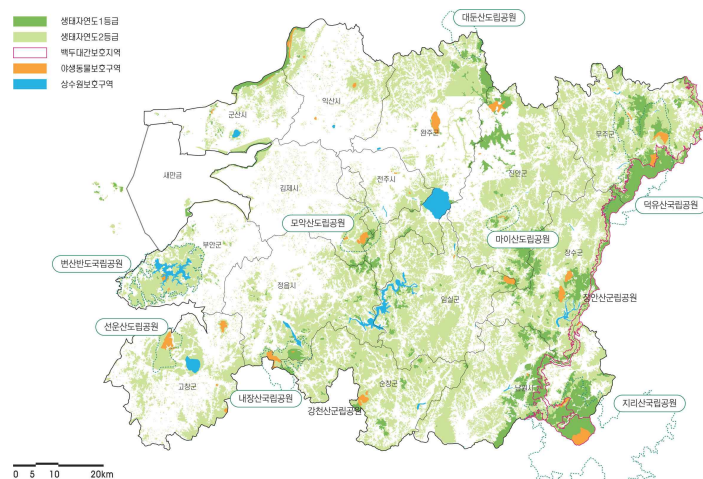 생태자연도1등급
생태자연도2등급
백두대간보호지역
야생동물보호구역
상수원보호구역
대둔산도립공원
익산시
군산시
완주군
무주군
새만금
김제시
전주시
진안군
덕유산국립공원
모악산도립공원
마이산도립공원
부안군
변산반도국립공원
장수군
정읍시
임실군
장안산군립공원
선운산도립공원
고창군
순창군
남원시
내장산국립공원
강천산군립공원
지리산국립공원
0 5 10 20km